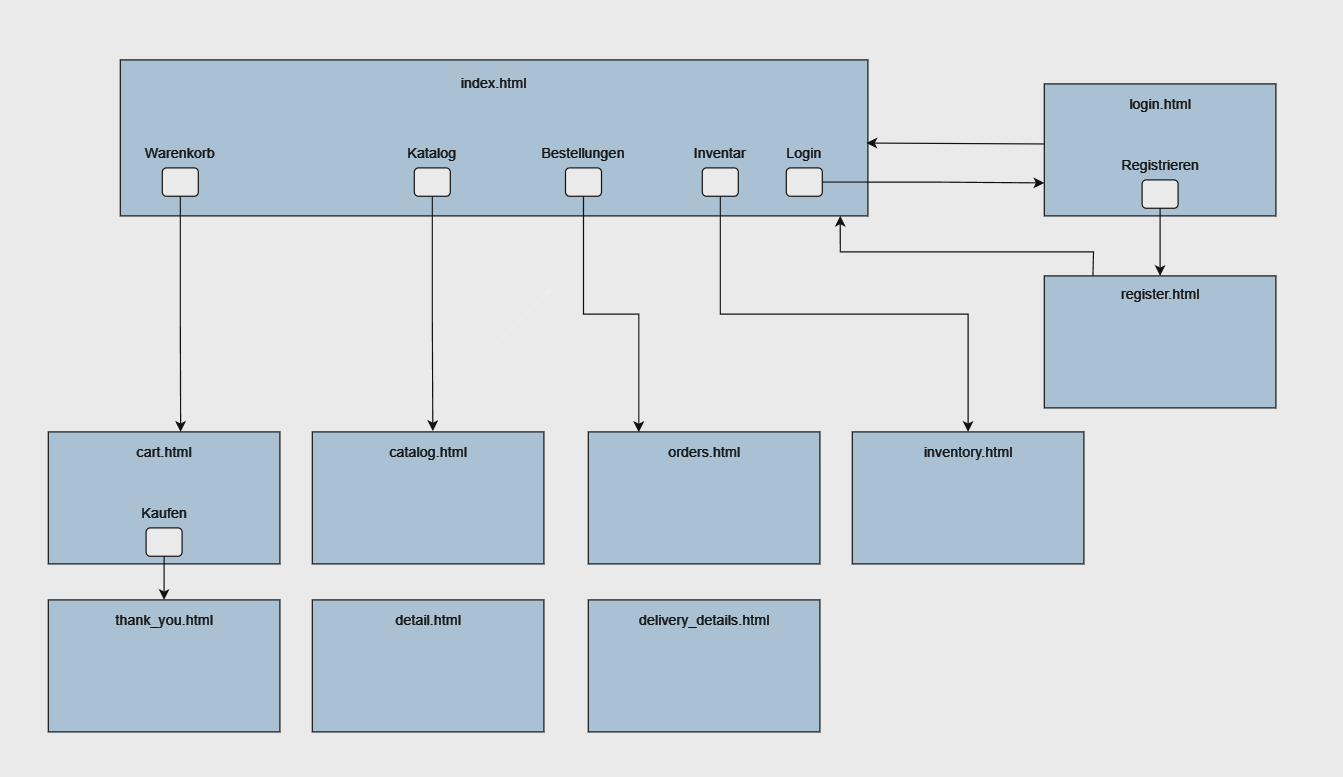 index.html
Warenkorb
Katalog
Bestellungen
Inventar
Login
login.html
Registrieren
register.html
cart.html
Kaufen
catalog.html
orders.html
inventory.html
thank_you.html
detail.html
delivery_details.html